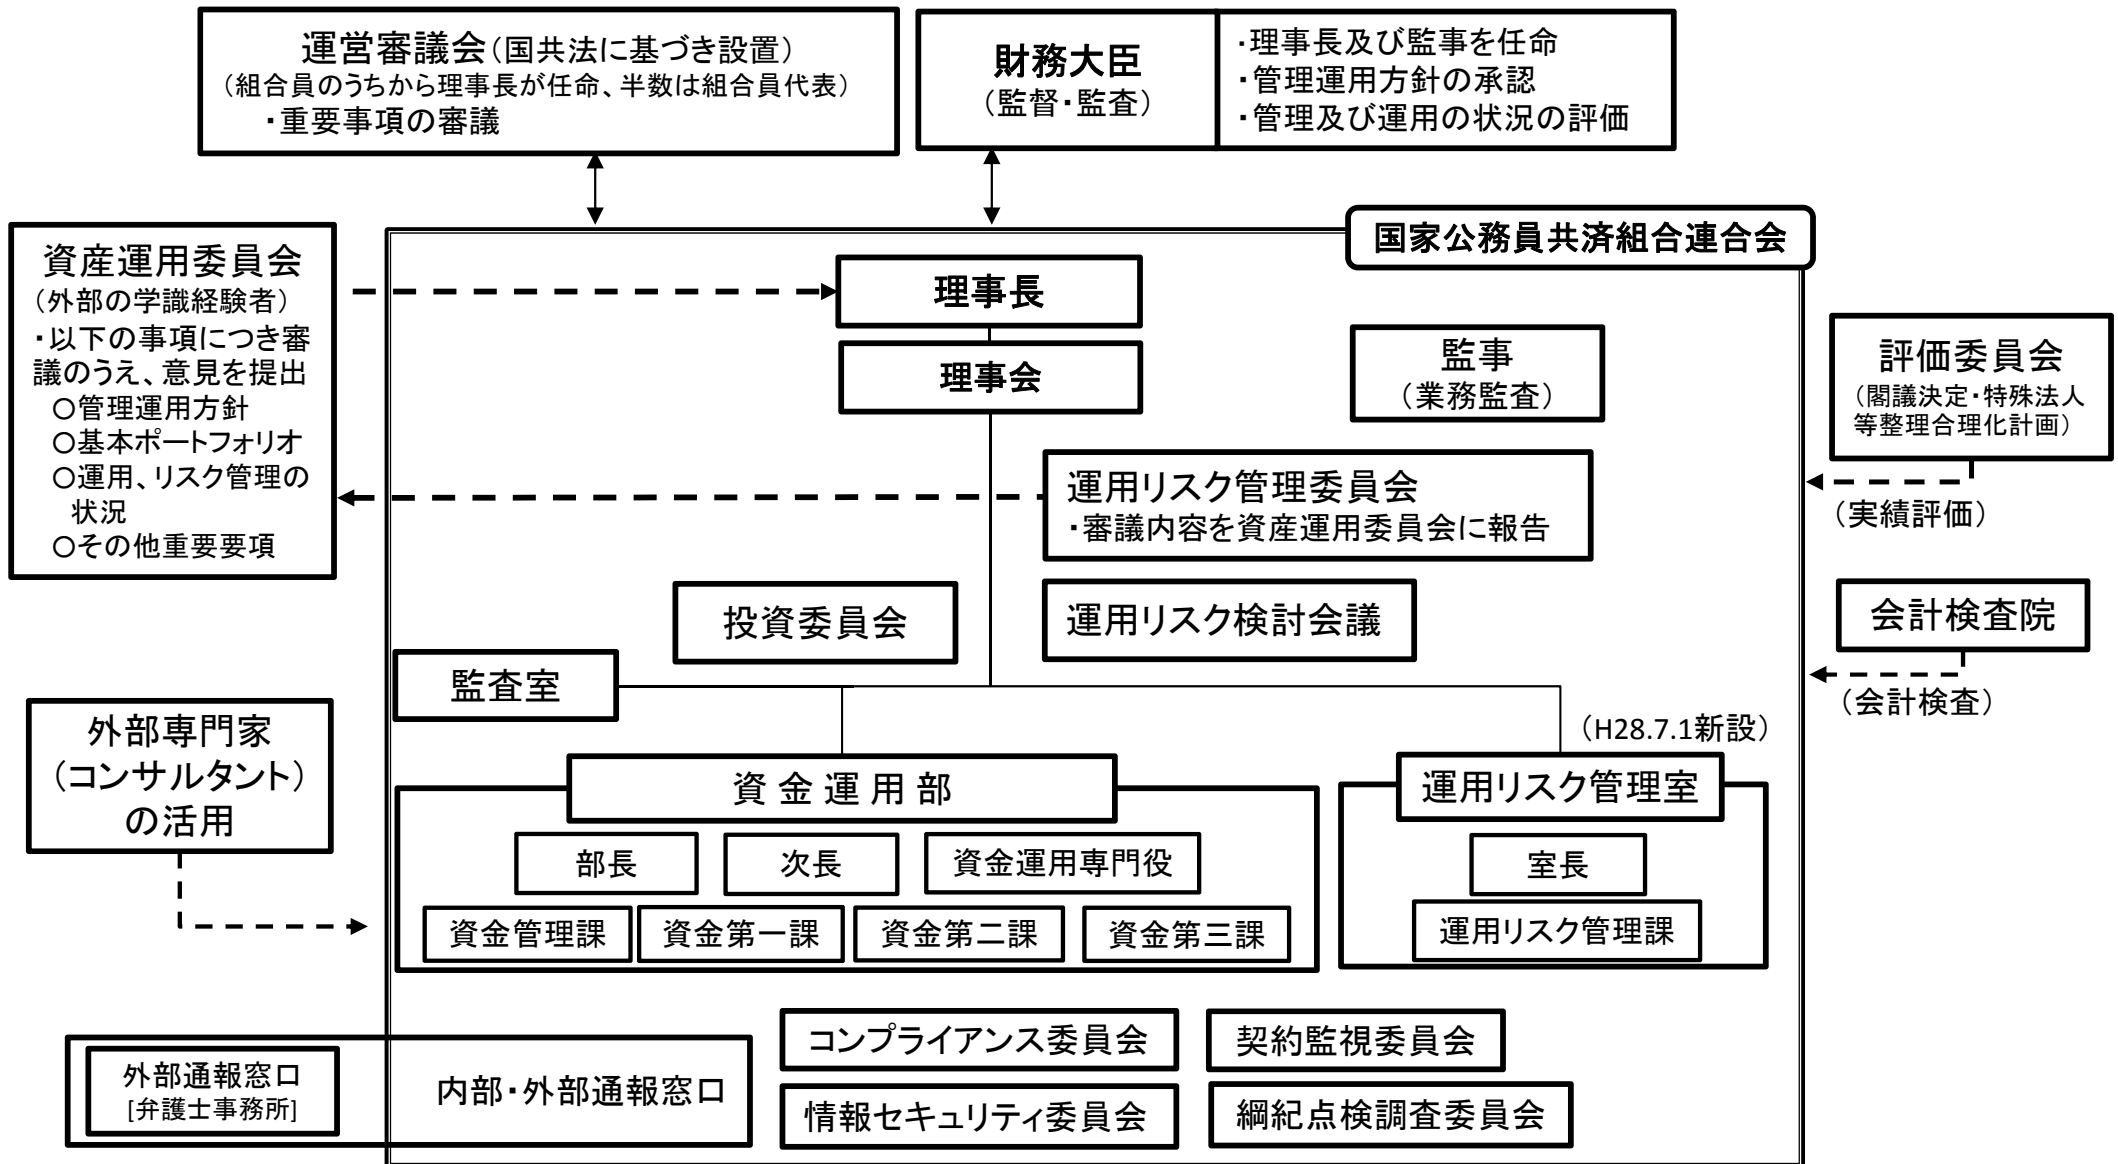 運営審議会(国共法に基づき設置)
(組合員のうちから理事長が任命、半数は組合員代表)
・重要事項の審議
財務大臣
(監督・監査)
・理事長及び監事を任命
・管理運用方針の承認
・管理及び運用の状況の評価
国家公務員共済組合連合会
資産運用委員会
(外部の学識経験者)
・以下の事項につき審
議のうえ、意見を提出
○管理運用方針
○基本ポートフォリオ
○運用、リスク管理の
状況
○その他重要要項
理事長
理事会
監事
(業務監査)
評価委員会
(閣議決定・特殊法人
等整理合理化計画)
(実績評価)
運用リスク管理委員会
・審議内容を資産運用委員会に報告
投資委員会
運用リスク検討会議
会計検査院
(会計検査)
監査室
外部専門家
(コンサルタント)
の活用
(H28.7.1新設)
資金運用部
運用リスク管理室
部長
次長
資金運用専門役
室長
資金管理課
資金第一課
資金第二課
資金第三課
運用リスク管理課
コンプライアンス委員会
契約監視委員会
外部通報窓口
[弁護士事務所]
内部・外部通報窓口
情報セキュリティ委員会
綱紀点検調査委員会